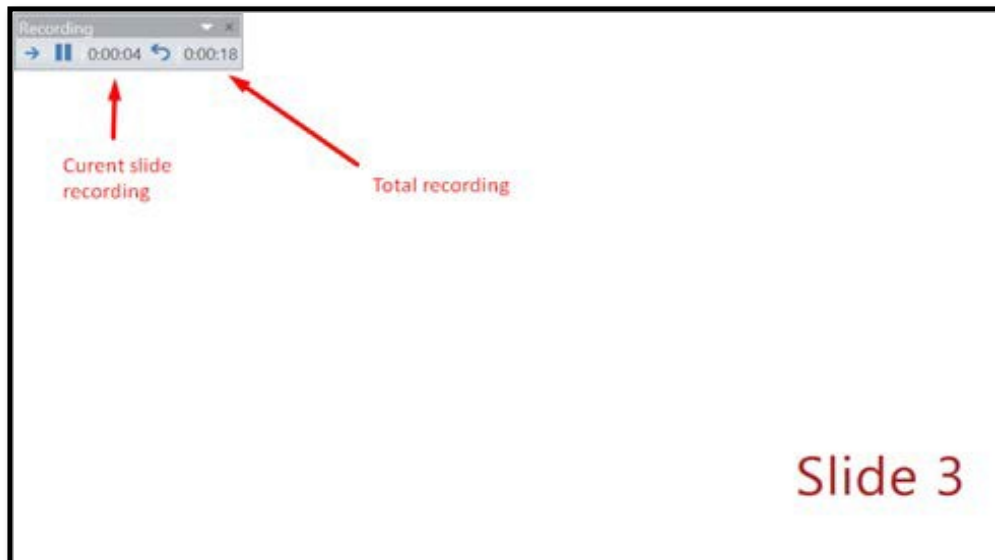 Recording
0:00:04 0:00:18
Curent slide
recording
Total recording
Slide 3